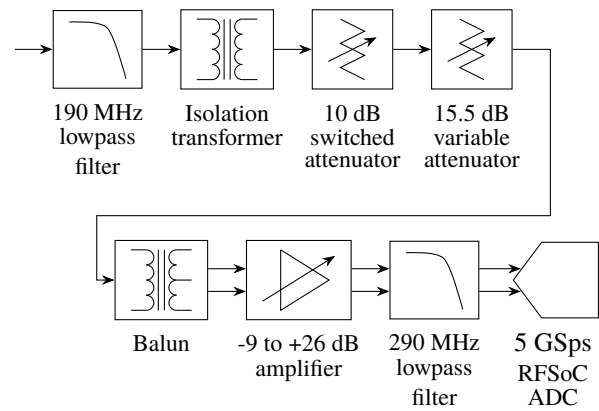 190 MHz
lowpass
filter
Isolation
transformer
10 dB
switched
attenuator
15.5 dB
variable
attenuator
Balun
-9 to +26 dB
amplifier
290 MHz
lowpass
filter
5 GSps
RFSoC
ADC